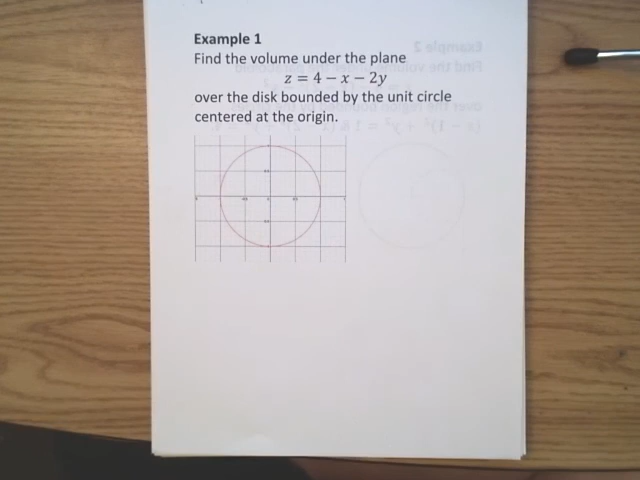 Example 1
Find the volume under the plane
z = 4 − x − 2y
over the disk bounded by the unit circle
centered at the origin.